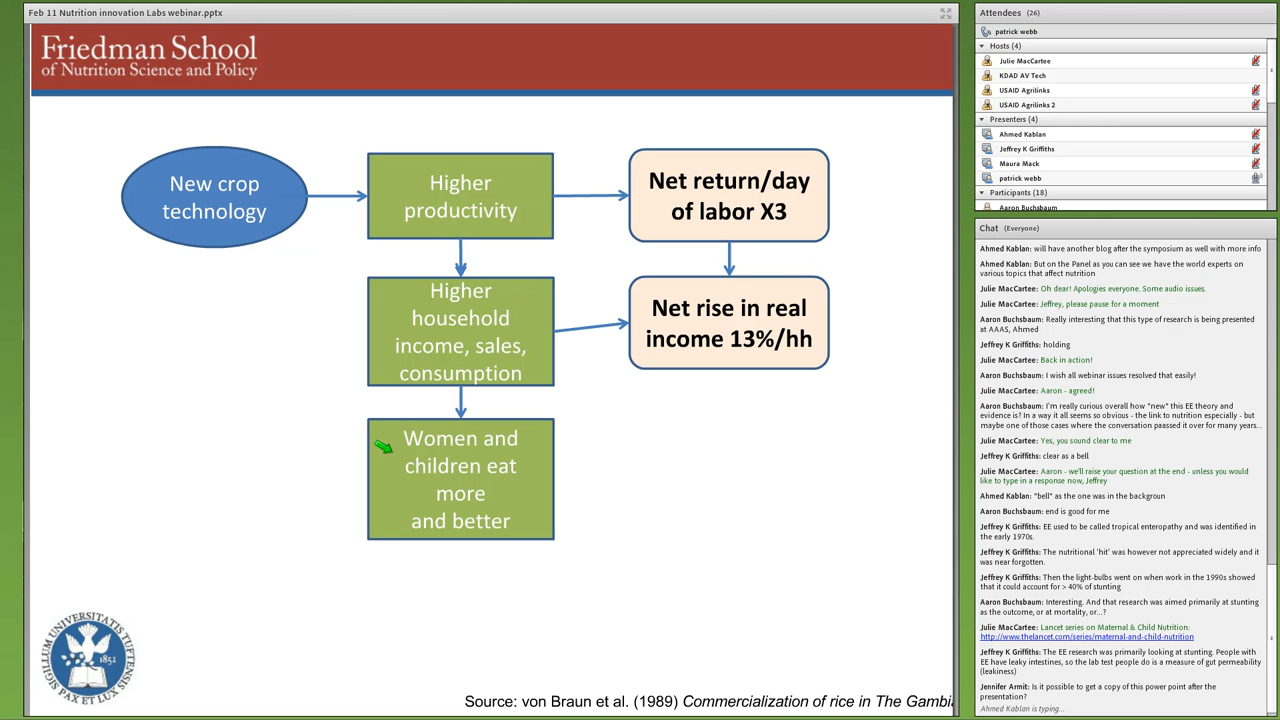 Feb 11 Nutrition innovation Labs webinar.pptx
Friedman School
of Nutrition Science and Policy
New crop
technology
Higher
productivity
Net return/day
of labor X3
Higher
household
income, sales,
consumption
Net rise in real
income 13%/hh
Women and
children eat
more
and better
SIGILLUM UNIVERSITATIS TUFTENSIS
PAX ET LUX
1852
Source: von Braun et al. (1989) Commercialization of rice in The Gambi
Attendees (26)
patrick webb
Hosts (4)
Julie MacCartee
KDAD AV Tech
USAID Agrilinks
USAID Agrilinks 2
Presenters (4)
Ahmed Kablan
Jeffrey K Griffiths
Maura Mack
patrick webb
Participants (18)
Aaron Buchsbaum
Chat (Everyone)
Ahmed Kablan: will have another blog after the symposium as well with more info
Ahmed Kablan: But on the Panel as you can see we have the world experts on
various topics that affect nutrition
Julie MacCartee: Oh dear! Apologies everyone. Some audio issues.
Julie MacCartee: Jeffrey, please pause for a moment
Aaron Buchsbaum: Really interesting that this type of research is being presented
at AAAS, Ahmed
Jeffrey K Griffiths: holding
Julie MacCartee: Back in action!
Aaron Buchsbaum: I wish all webinar issues resolved that easily!
Julie MacCartee: Aaron - agreed!
Aaron Buchsbaum: I'm really curious overall how "new" this EE theory and
evidence is? In a way it all seems so obvious - the link to nutrition especially - but
maybe one of those cases where the conversation paassed it over for many years...
Julie MacCartee: Yes, you sound clear to me
Jeffrey K Griffiths: clear as a bell
Julie MacCartee: Aaron - we'll raise your question at the end - unless you would
like to type in a response now, Jeffrey
Ahmed Kablan: "bell" as the one was in the backgroun
Aaron Buchsbaum: end is good for me
Jeffrey K Griffiths: EE used to be called tropical enteropathy and was identified in
the early 1970s.
Jeffrey K Griffiths: The nutritional 'hit' was however not appreciated widely and it
was near forgotten.
Jeffrey K Griffiths: Then the light-bulbs went on when work in the 1990s showed
that it could account for > 40% of stunting
Aaron Buchsbaum: Interesting. And that research was aimed primarily at stunting
as the outcome, or at mortality, or...?
Julie MacCartee: Lancet series on Maternal & Child Nutrition:
http://www.thelancet.com/series/maternal-and-child-nutrition
Jeffrey K Griffiths: The EE research was primarily looking at stunting. People with
EE have leaky intestines, so the lab test people do is a measure of gut permeability
(leakiness)
Jennifer Armit: Is it possible to get a copy of this power point after the
presentation?
Ahmed Kablan is typing...